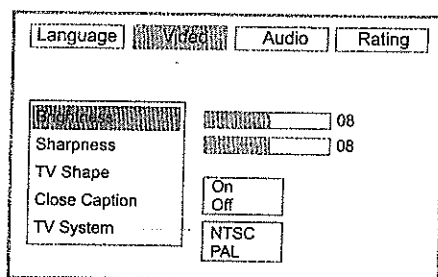 Language Video Audio Rating
Brightness 08
Sharpness 08
TV Shape
Close Caption On
Off
TV System NTSC
PAL